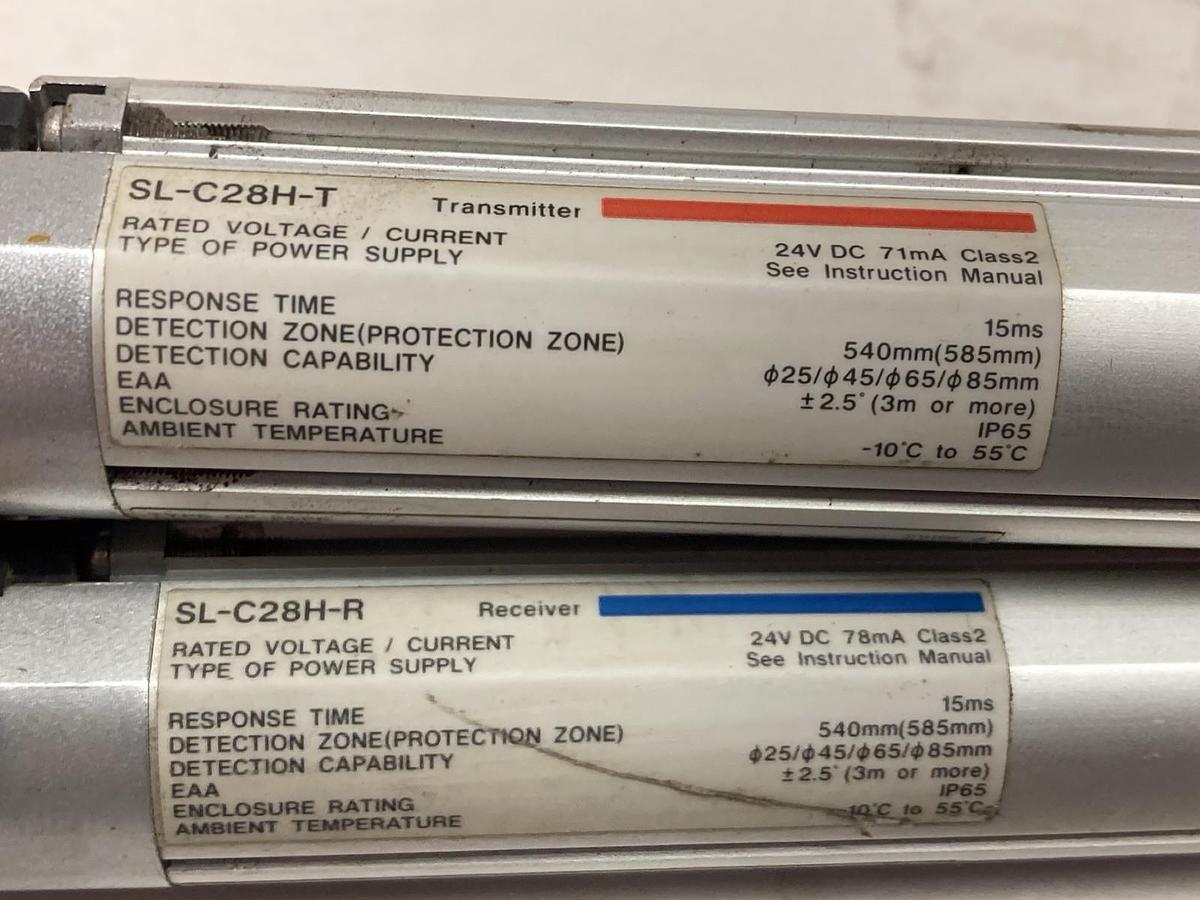 SL-C28H-T Transmitter
RATED VOLTAGE / CURRENT 24V DC 71mA Class2
TYPE OF POWER SUPPLY See Instruction Manual
RESPONSE TIME 15ms
DETECTION ZONE(PROTECTION ZONE) 540mm(585mm)
DETECTION CAPABILITY ϕ25/ϕ45/ϕ65/ϕ85mm
EAA ±2.5° (3m or more)
ENCLOSURE RATING IP65
AMBIENT TEMPERATURE -10°C to 55°C
SL-C28H-R Receiver
RATED VOLTAGE / CURRENT 24V DC 78mA Class2
TYPE OF POWER SUPPLY See Instruction Manual
RESPONSE TIME 15ms
DETECTION ZONE(PROTECTION ZONE) 540mm(585mm)
DETECTION CAPABILITY ϕ25/ϕ45/ϕ65/ϕ85mm
EAA ±2.5° (3m or more)
ENCLOSURE RATING IP65
AMBIENT TEMPERATURE -10°C to 55°C